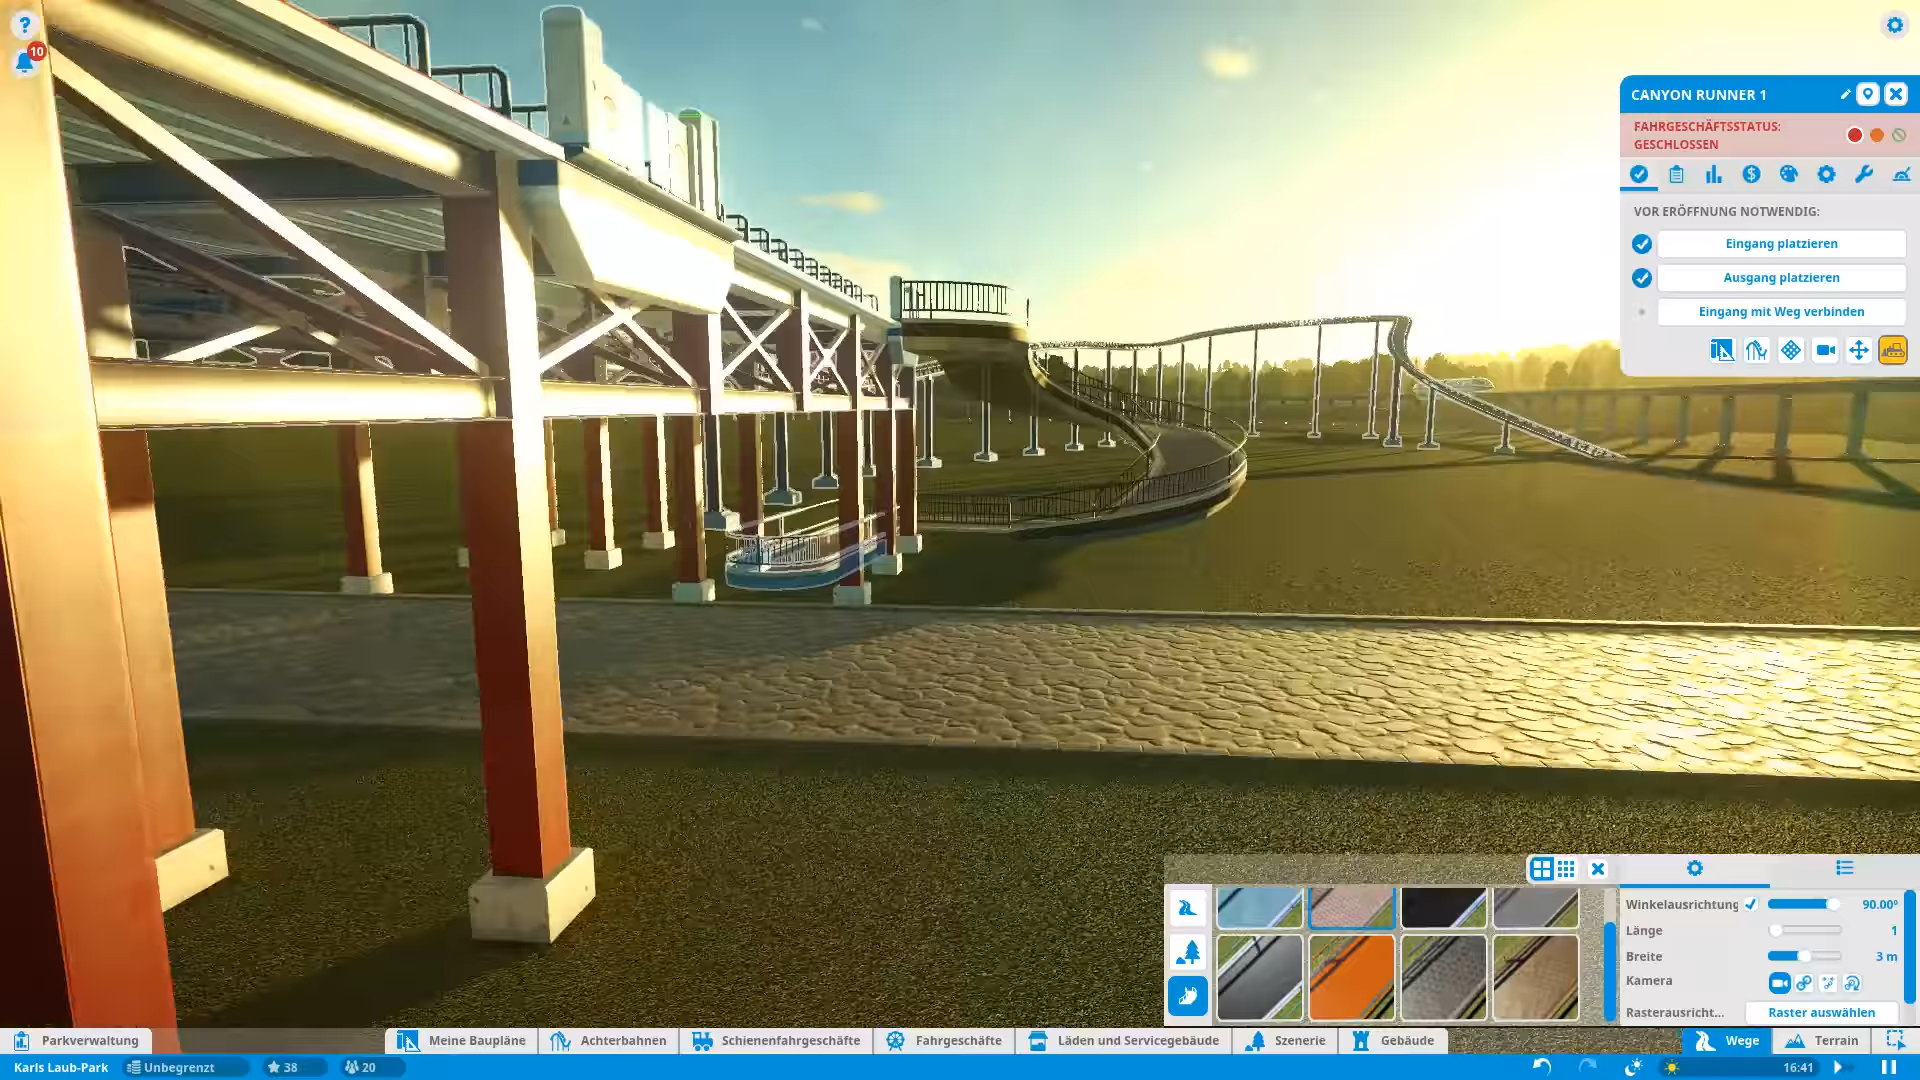 ?
10
CANYON RUNNER 1
FAHRGESCHÄFTSSTATUS:
GESCHLOSSEN
VOR ERÖFFNUNG NOTWENDIG:
Eingang platzieren
Ausgang platzieren
Eingang mit Weg verbinden
Winkelausrichtung
90.00°
Länge
1
Breite
3 m
Kamera
Rasterausricht...
Raster auswählen
Parkverwaltung
Meine Baupläne
Achterbahnen
Schienenfahrgeschäfte
Fahrgeschäfte
Läden und Servicegebäude
Szenerie
Gebäude
Wege
Terrain
Karls Laub-Park
Unbegrenzt
38
20
16:41